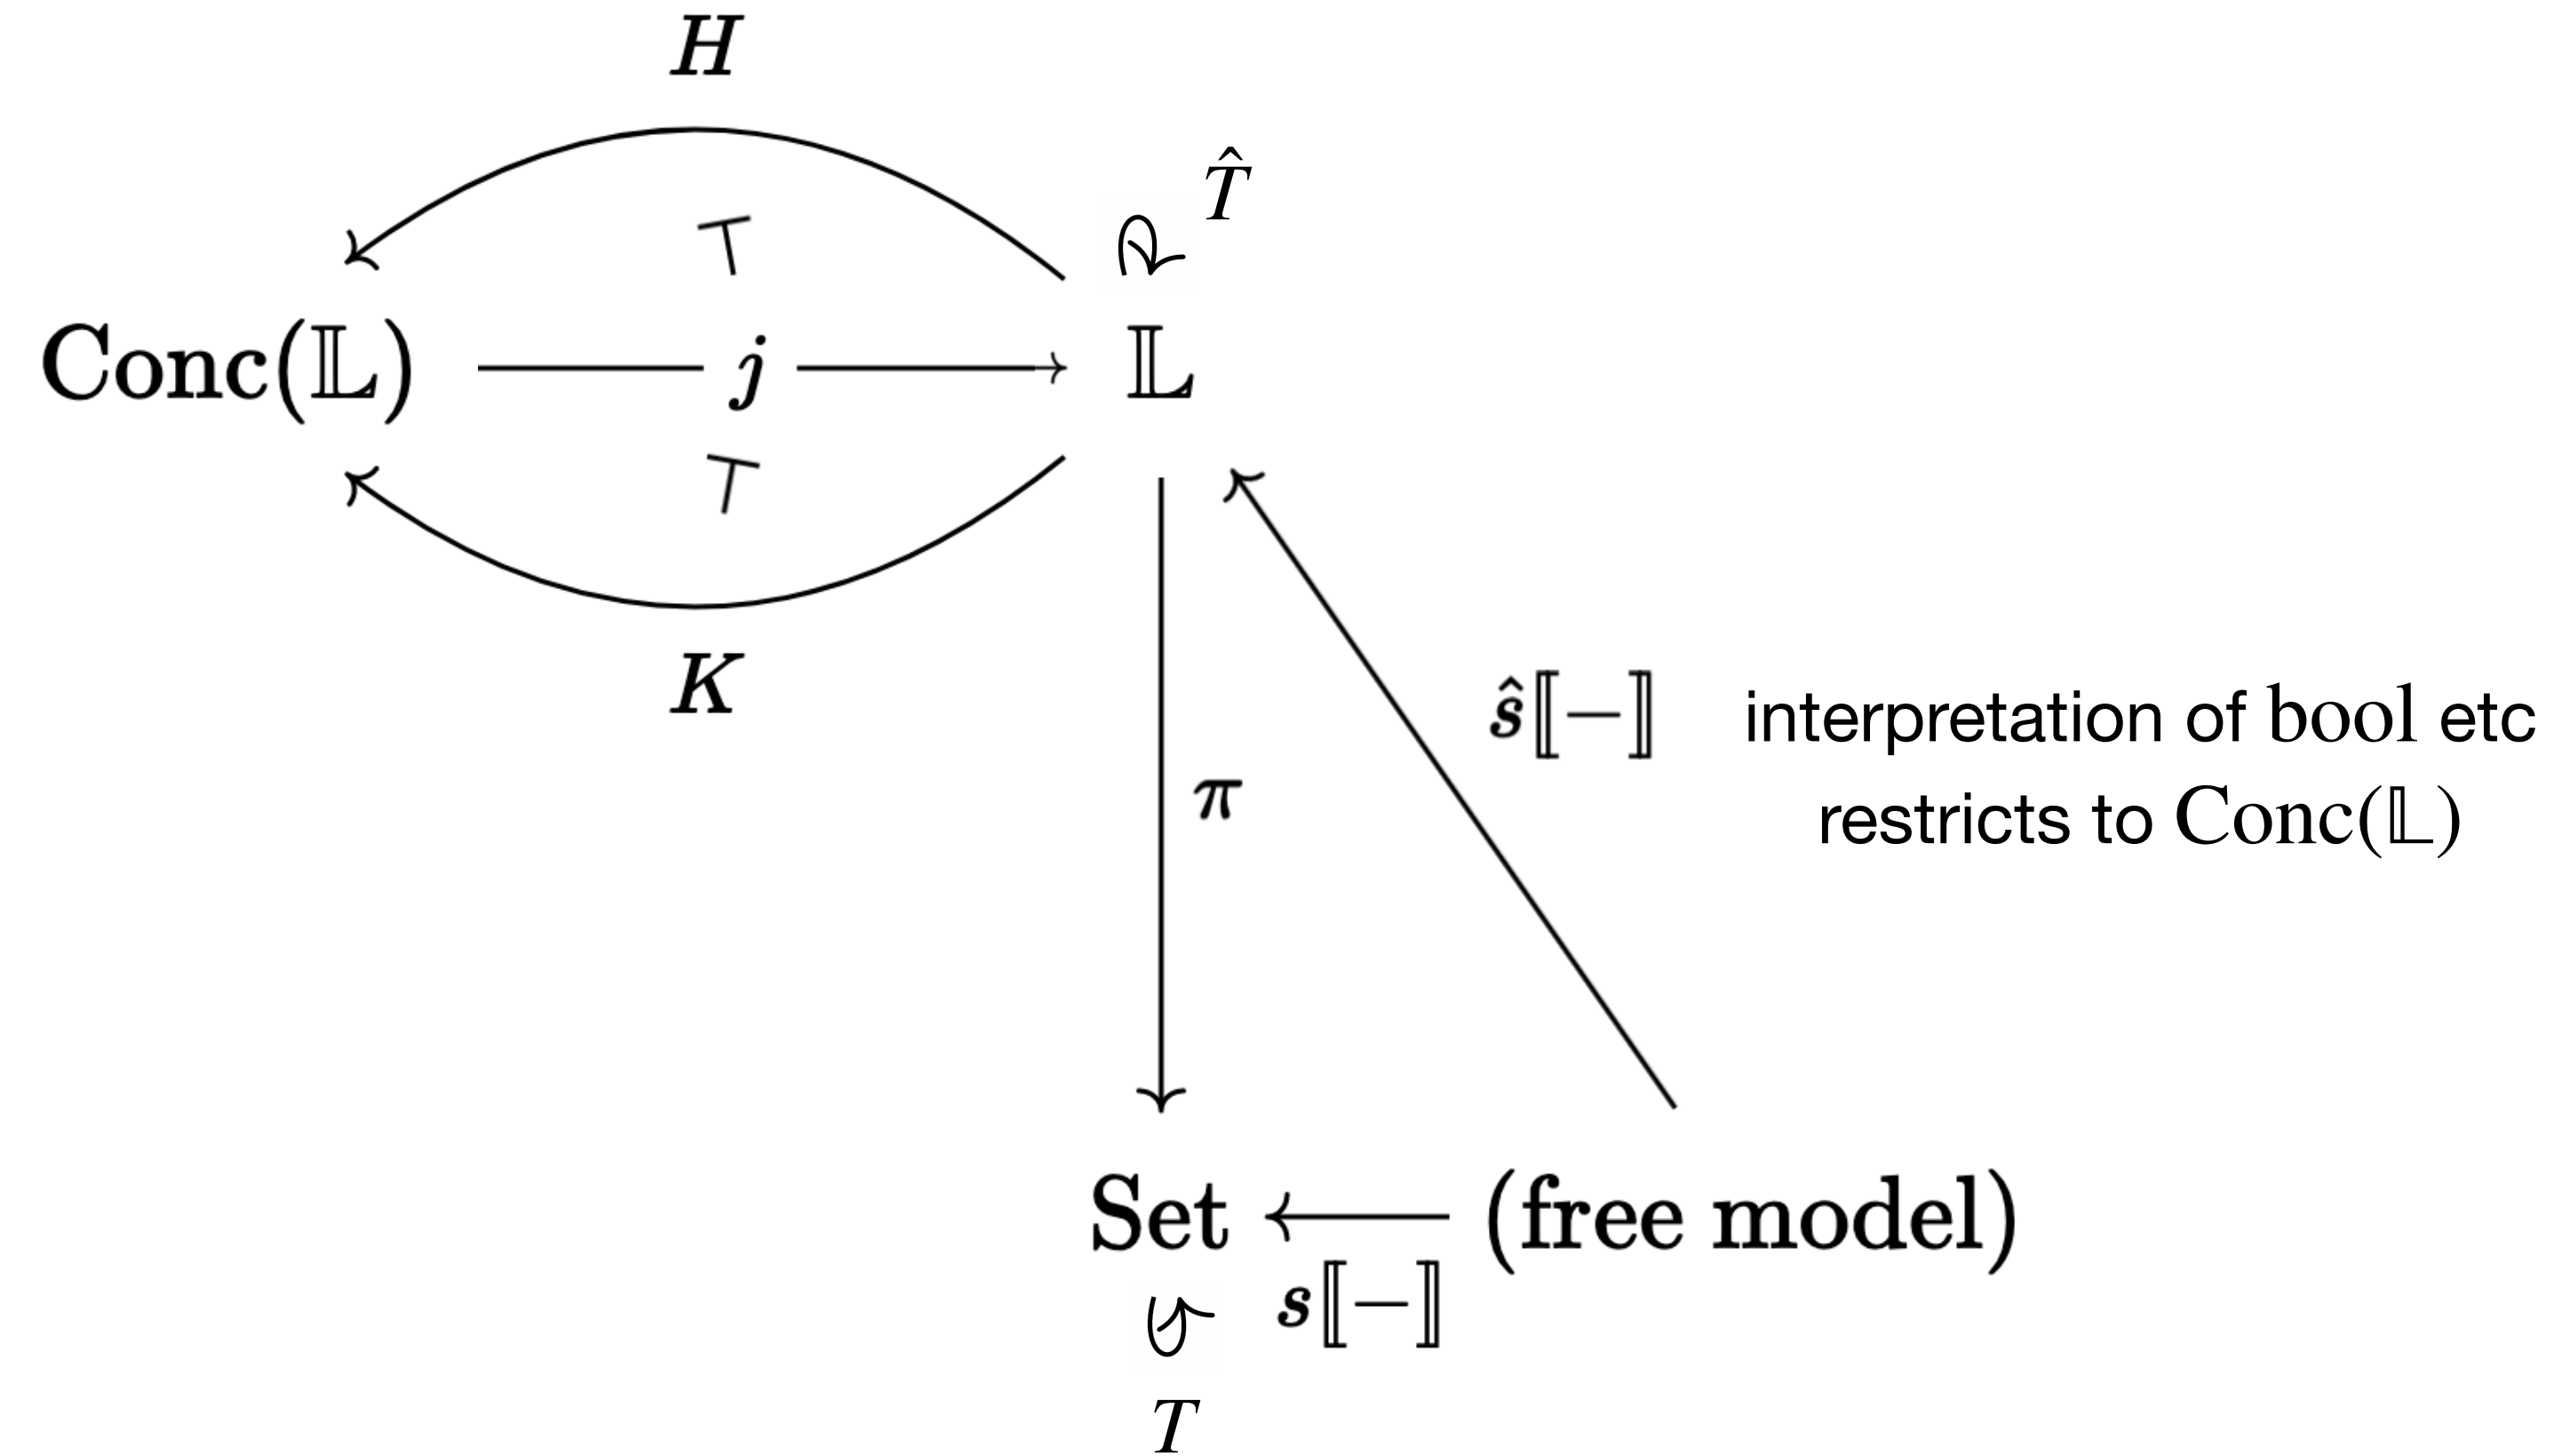 H
T̂
⊤
Conc(𝕃) j 𝕃
⊤
K
ŝ⟦−⟧ interpretation of bool etc
restricts to Conc(𝕃)
π
Set (free model)
s⟦−⟧
T